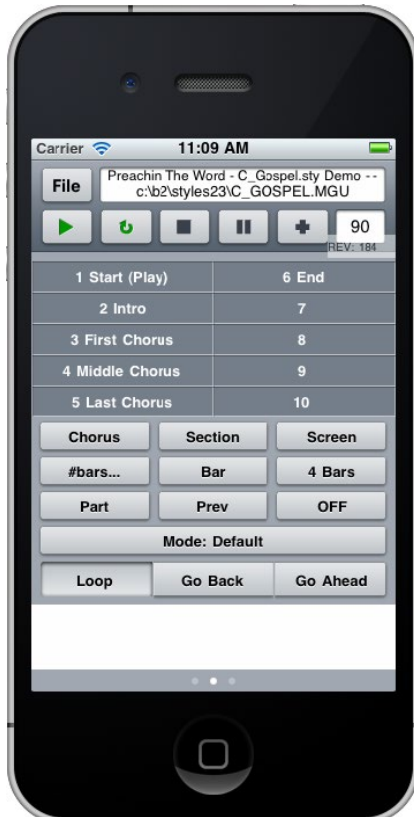 Carrier 11:09 AM
File
Preachin The Word - C_Gospel.sty Demo --
c:\b2\styles23\C_GOSPEL.MGU
90
REV: 184
1 Start (Play) 6 End
2 Intro 7
3 First Chorus 8
4 Middle Chorus 9
5 Last Chorus 10
Chorus Section Screen
#bars... Bar 4 Bars
Part Prev OFF
Mode: Default
Loop Go Back Go Ahead